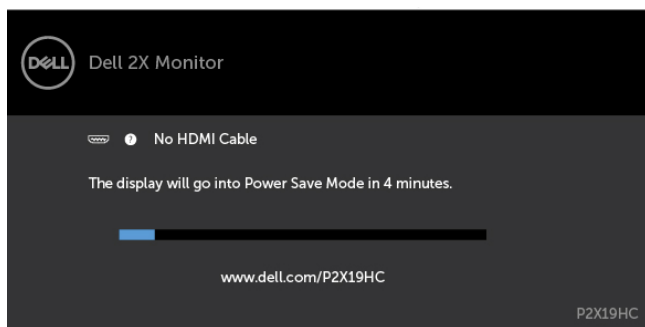 DELL
Dell 2X Monitor
? No HDMI Cable
The display will go into Power Save Mode in 4 minutes.
www.dell.com/P2X19HC
P2X19HC